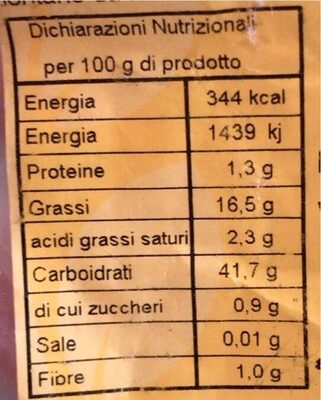 Dichiarazioni Nutrizionali
per 100 g di prodotto
Energia 344 kcal
Energia 1439 kj
Proteine 1,3 g
Grassi 16,5 g
acidi grassi saturi 2,3 g
Carboidrati 41,7 g
di cui zuccheri 0,9 g
Sale 0,01 g
Fibre 1,0 g